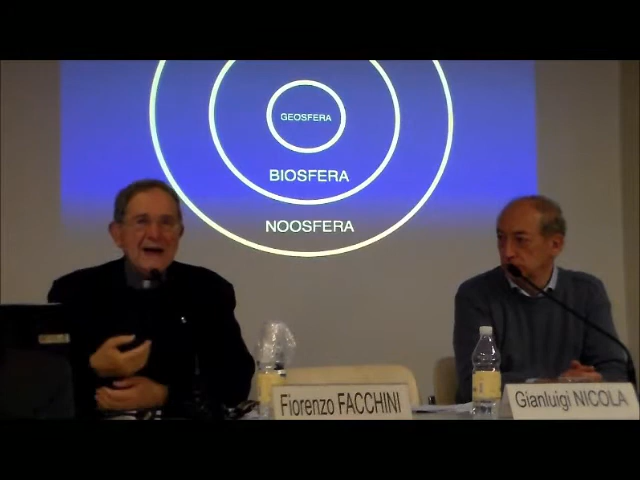 GEOSFERA
BIOSFERA
NOOSFERA
Fiorenzo FACCHINI
Gianluigi NICOLA